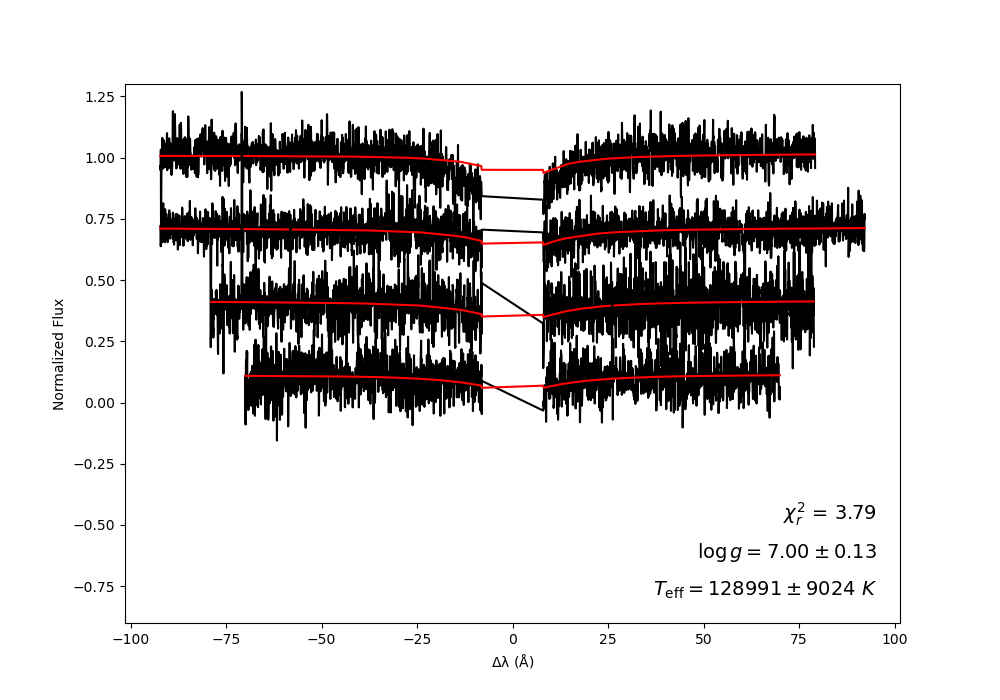 1.25
1.00
0.75
0.50
0.25
0.00
−0.25
−0.50
−0.75
Normalized Flux
χ²ᵣ = 3.79
log g = 7.00 ± 0.13
T_eff = 128991 ± 9024 K
−100 −75 −50 −25 0 25 50 75 100
Δλ (Å)